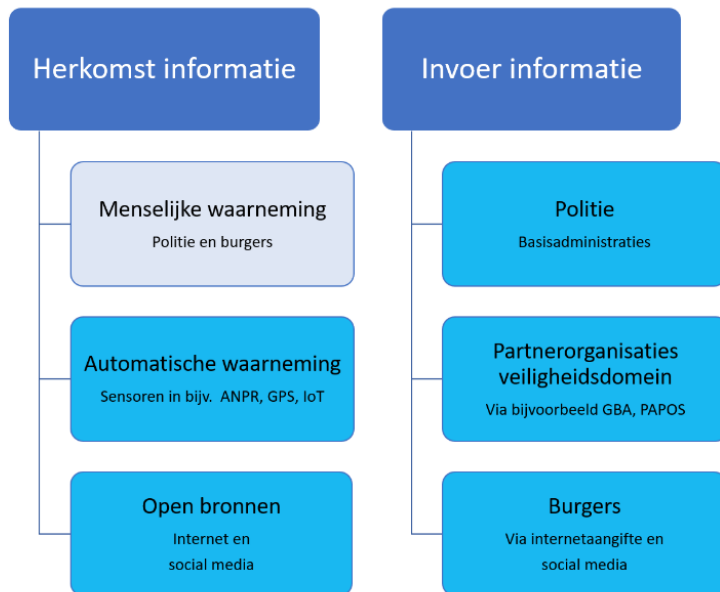 Herkomst informatie
Menselijke waarneming
Politie en burgers
Automatische waarneming
Sensoren in bijv. ANPR, GPS, IoT
Open bronnen
Internet en
social media
Invoer informatie
Politie
Basisadministraties
Partnerorganisaties
veiligheidsdomein
Via bijvoorbeeld GBA, PAPOS
Burgers
Via internetaangifte en
social media